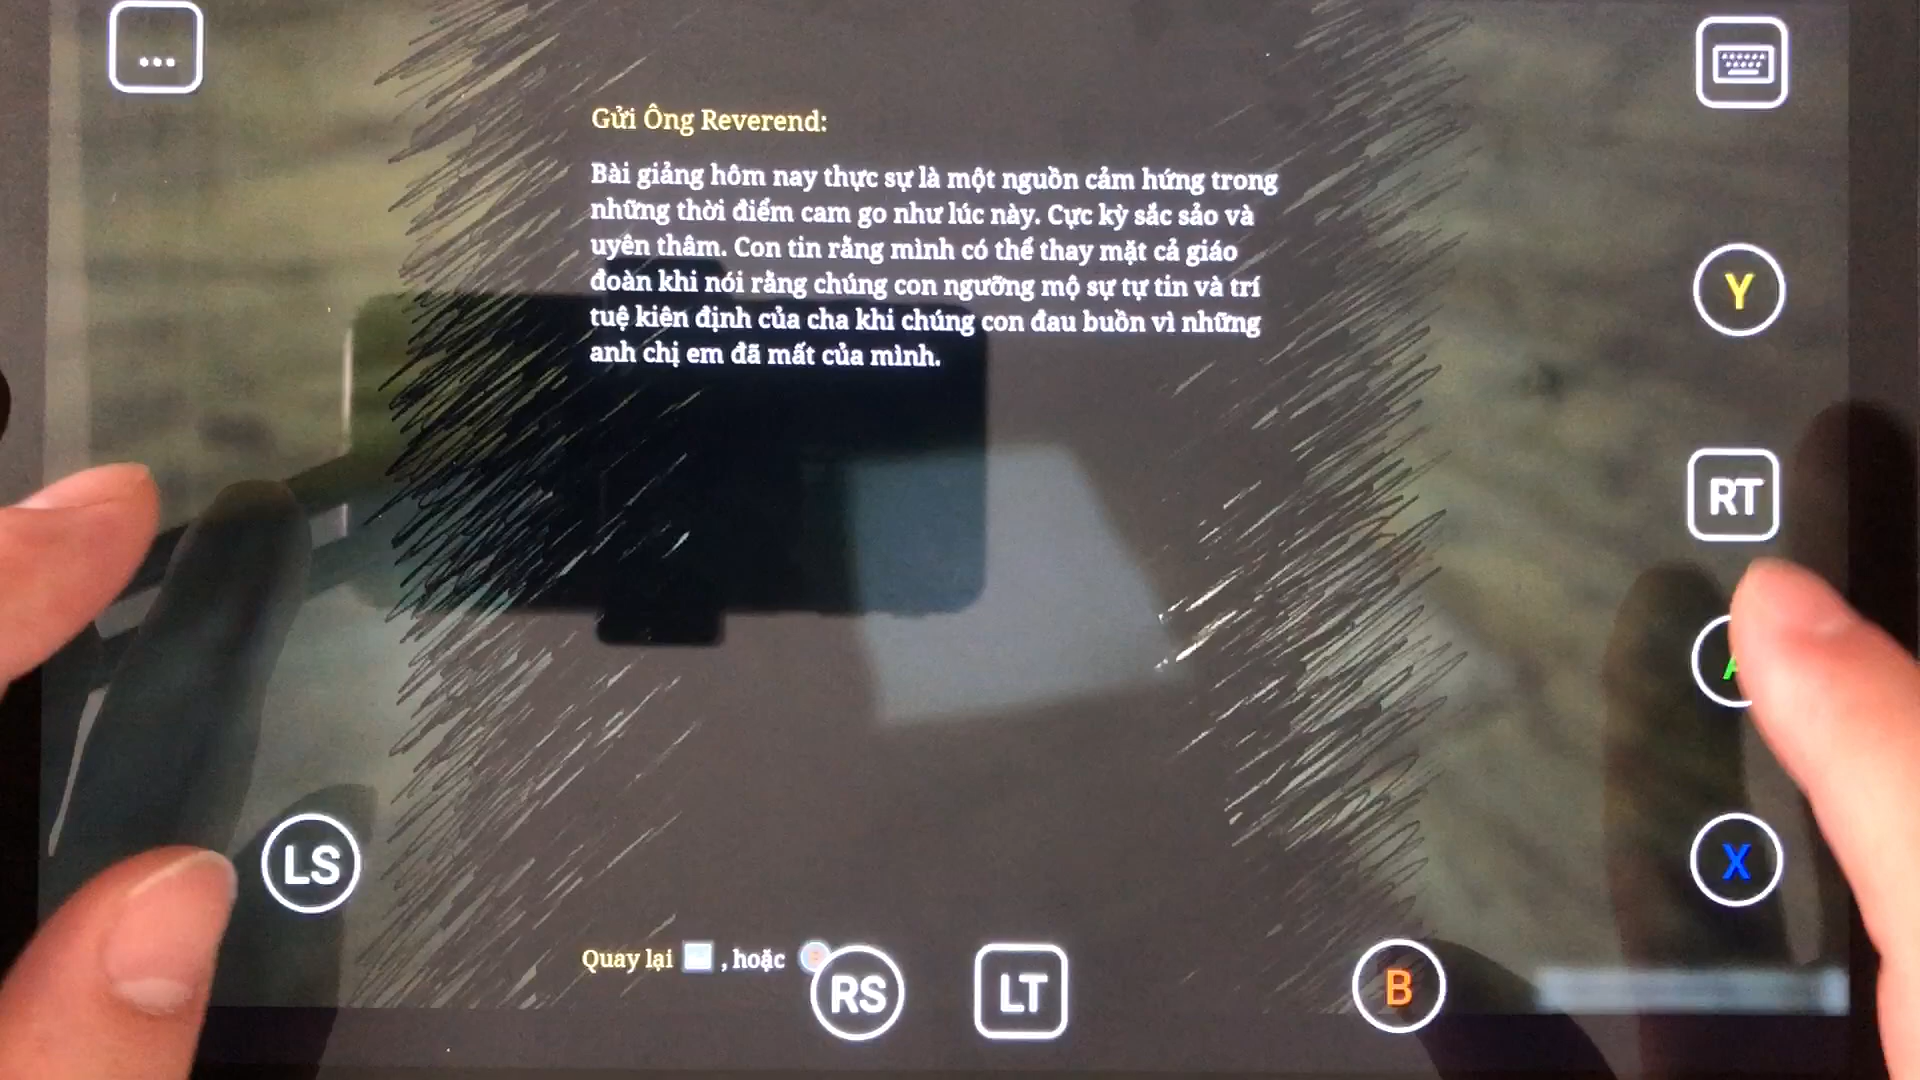 ...
Gửi Ông Reverend:
Bài giảng hôm nay thực sự là một nguồn cảm hứng trong
những thời điểm cam go như lúc này. Cực kỳ sắc sảo và
uyên thâm. Con tin rằng mình có thể thay mặt cả giáo
đoàn khi nói rằng chúng con ngưỡng mộ sự tự tin và trí
tuệ kiên định của cha khi chúng con đau buồn vì những
anh chị em đã mất của mình.
Y
RT
A
X
LS
Quay lại , hoặc
RS
LT
B